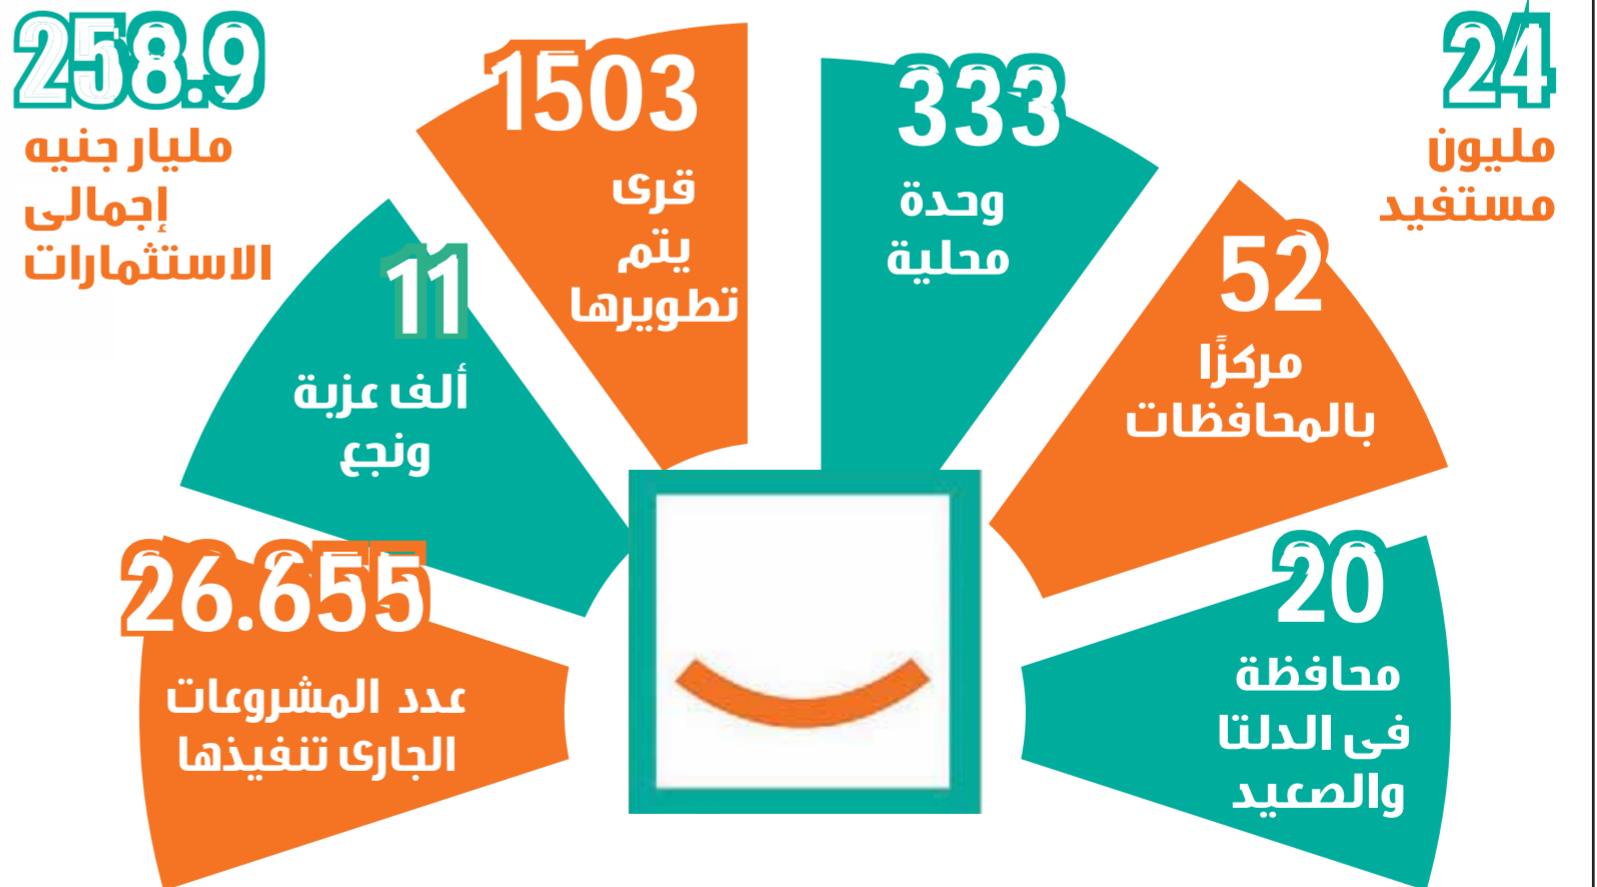 24
مليون
مستفيد
258.9
مليار جنيه
إجمالى
الاستثمارات
20
محافظة
فى الدلتا
والصعيد
52
مركزًا
بالمحافظات
333
وحدة
محلية
1503
قرى
يتم
تطويرها
11
ألف عزبة
ونجع
26.655
عدد المشروعات
الجارى تنفيذها